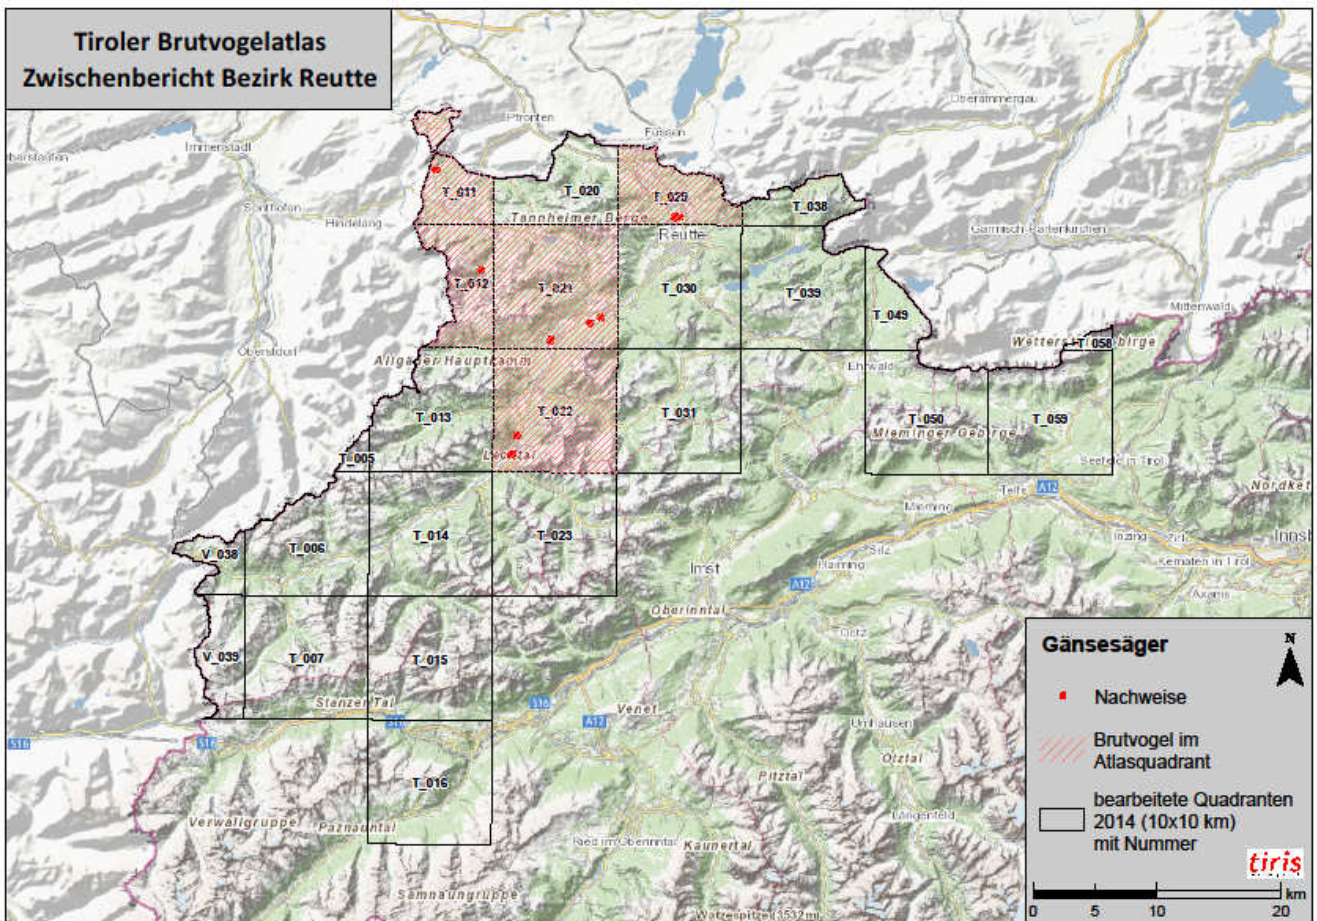 Tiroler Brutvogelatlas
Zwischenbericht Bezirk Reutte
Oberammergau
Pfronten
Füssen
Immenstadt
Sonthofen
Hindelang
T_011
T_020
T_029
T_038
Tannheimer Berge
Reutte
Garmisch-Partenkirchen
T_012
T_021
T_030
T_039
T_049
Mittenwald
Oberstdorf
Allgäuer Hauptkamm
Ehrwald
T_058
T_013
T_022
T_031
T_050
T_059
Mieminger Gebirge
Lechtal
T_005
Seefeld in Tirol
Telfs
A12
Mieming
Silz
Haiming
Inzing
Zirl
Kematen in Tirol
Axams
V_038
T_006
T_014
T_023
Imst
A12
Oberinntal
Oetz
V_039
T_007
T_015
Stanzer Tal
S16
S16
S16
S16
A12
Venet
Umhausen
Ötztal
Pitztal
T_016
Verwallgruppe
Paznauntal
Längenfeld
Ried im Oberinntal
Kaunertal
Samnaungruppe
Watzespitze (3532m)
Gänsesäger
N
Nachweise
Brutvogel im
Atlasquadrant
bearbeitete Quadranten
2014 (10x10 km)
mit Nummer
tiris
km
0 5 10 20